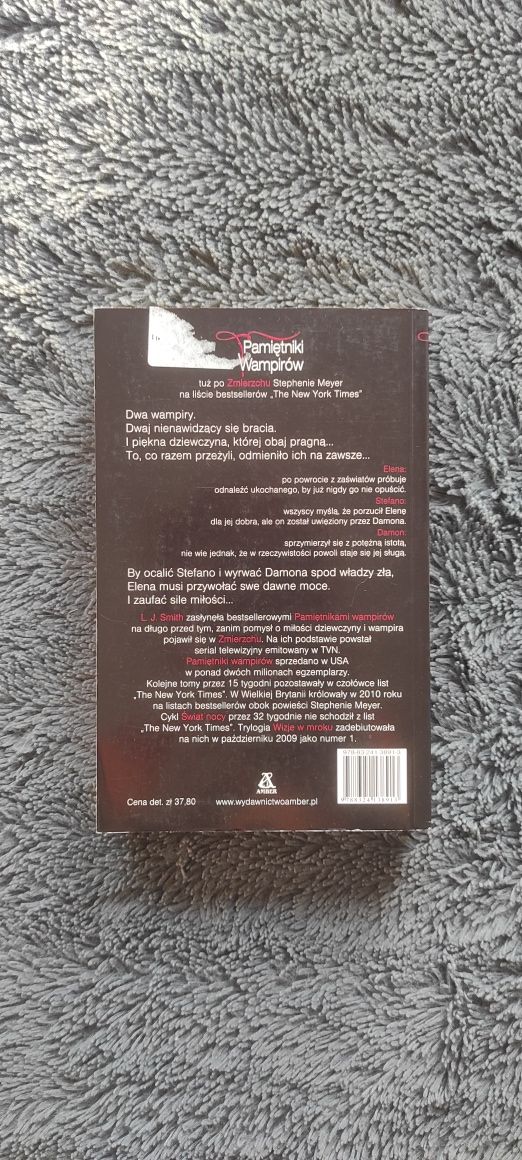 Pamiętniki
Wampirów
tuż po Zmierzchu Stephenie Meyer
na liście bestsellerów „The New York Times"
Dwa wampiry.
Dwaj nienawidzący się bracia.
I piękna dziewczyna, której obaj pragną...
To, co razem przeżyli, odmieniło ich na zawsze...
Elena:
po powrocie z zaświatów próbuje
odnaleźć ukochanego, by już nigdy go nie opuścić.
Stefano:
wszyscy myślą, że porzucił Elenę
dla jej dobra, ale on został uwięziony przez Damona.
Damon:
sprzymierzył się z potężną istotą,
nie wie jednak, że w rzeczywistości powoli staje się jej sługą.
By ocalić Stefano i wyrwać Damona spod władzy zła,
Elena musi przywołać swe dawne moce.
I zaufać sile miłości...
L. J. Smith zasłynęła bestsellerowymi Pamiętnikami wampirów
na długo przed tym, zanim pomysł o miłości dziewczyny i wampira
pojawił się w Zmierzchu. Na ich podstawie powstał
serial telewizyjny emitowany w TVN.
Pamiętniki wampirów sprzedano w USA
w ponad dwóch milionach egzemplarzy.
Kolejne tomy przez 15 tygodni pozostawały w czołówce list
„The New York Times". W Wielkiej Brytanii królowały w 2010 roku
na listach bestsellerów obok powieści Stephenie Meyer.
Cykl Świat nocy przez 32 tygodnie nie schodził z list
„The New York Times". Trylogia Wizje w mroku zadebiutowała
na nich w październiku 2009 jako numer 1.
978-83-241-3891-3
AMBER
Cena det. zł 37,80
www.wydawnictwoamber.pl
9788324138913